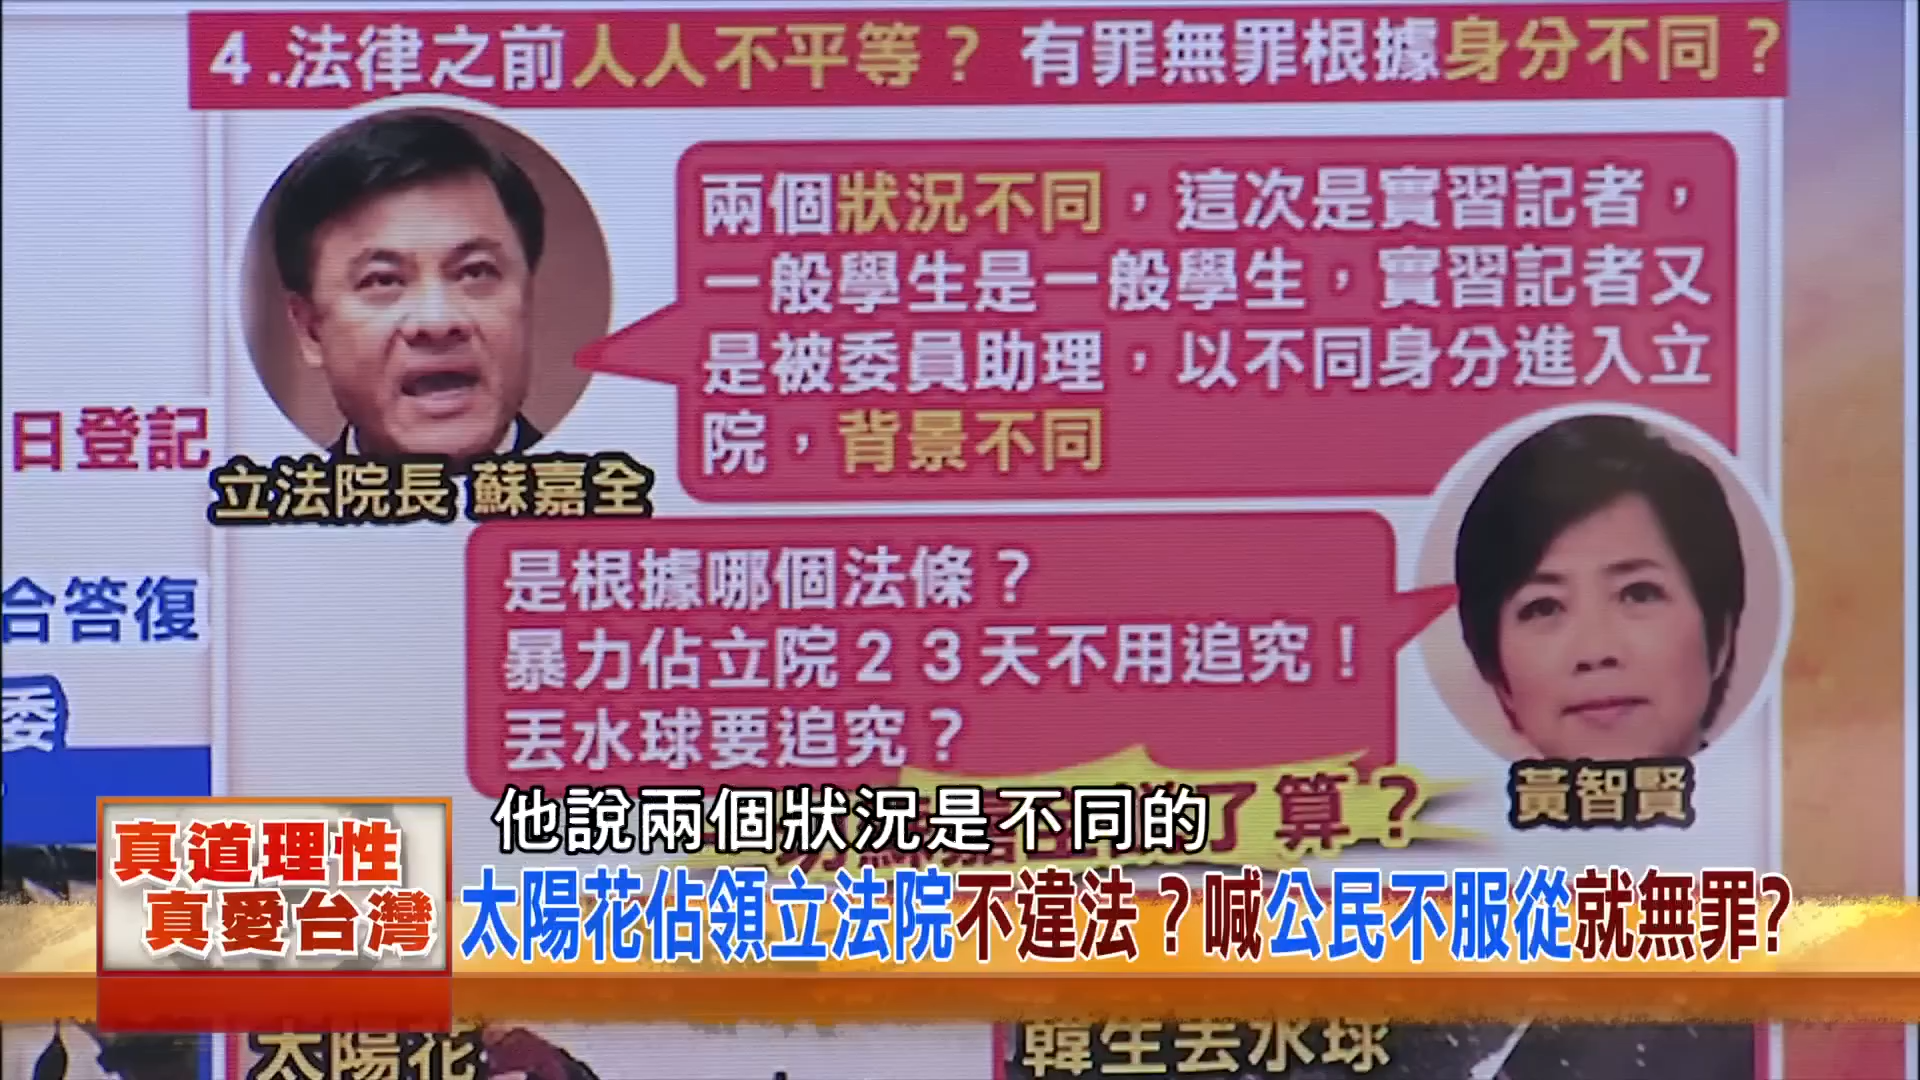 4.法律之前人人不平等？ 有罪無罪根據身分不同？
兩個狀況不同，這次是實習記者，
一般學生是一般學生，實習記者又
是被委員助理，以不同身分進入立
院，背景不同
日登記
立法院長 蘇嘉全
是根據哪個法條？
暴力佔立院２３天不用追究！
丟水球要追究？
合答復
委
黃智賢
了算？
他說兩個狀況是不同的
真道理性
真愛台灣
太陽花佔領立法院不違法？喊公民不服從就無罪?
太陽花
韓生丟水球